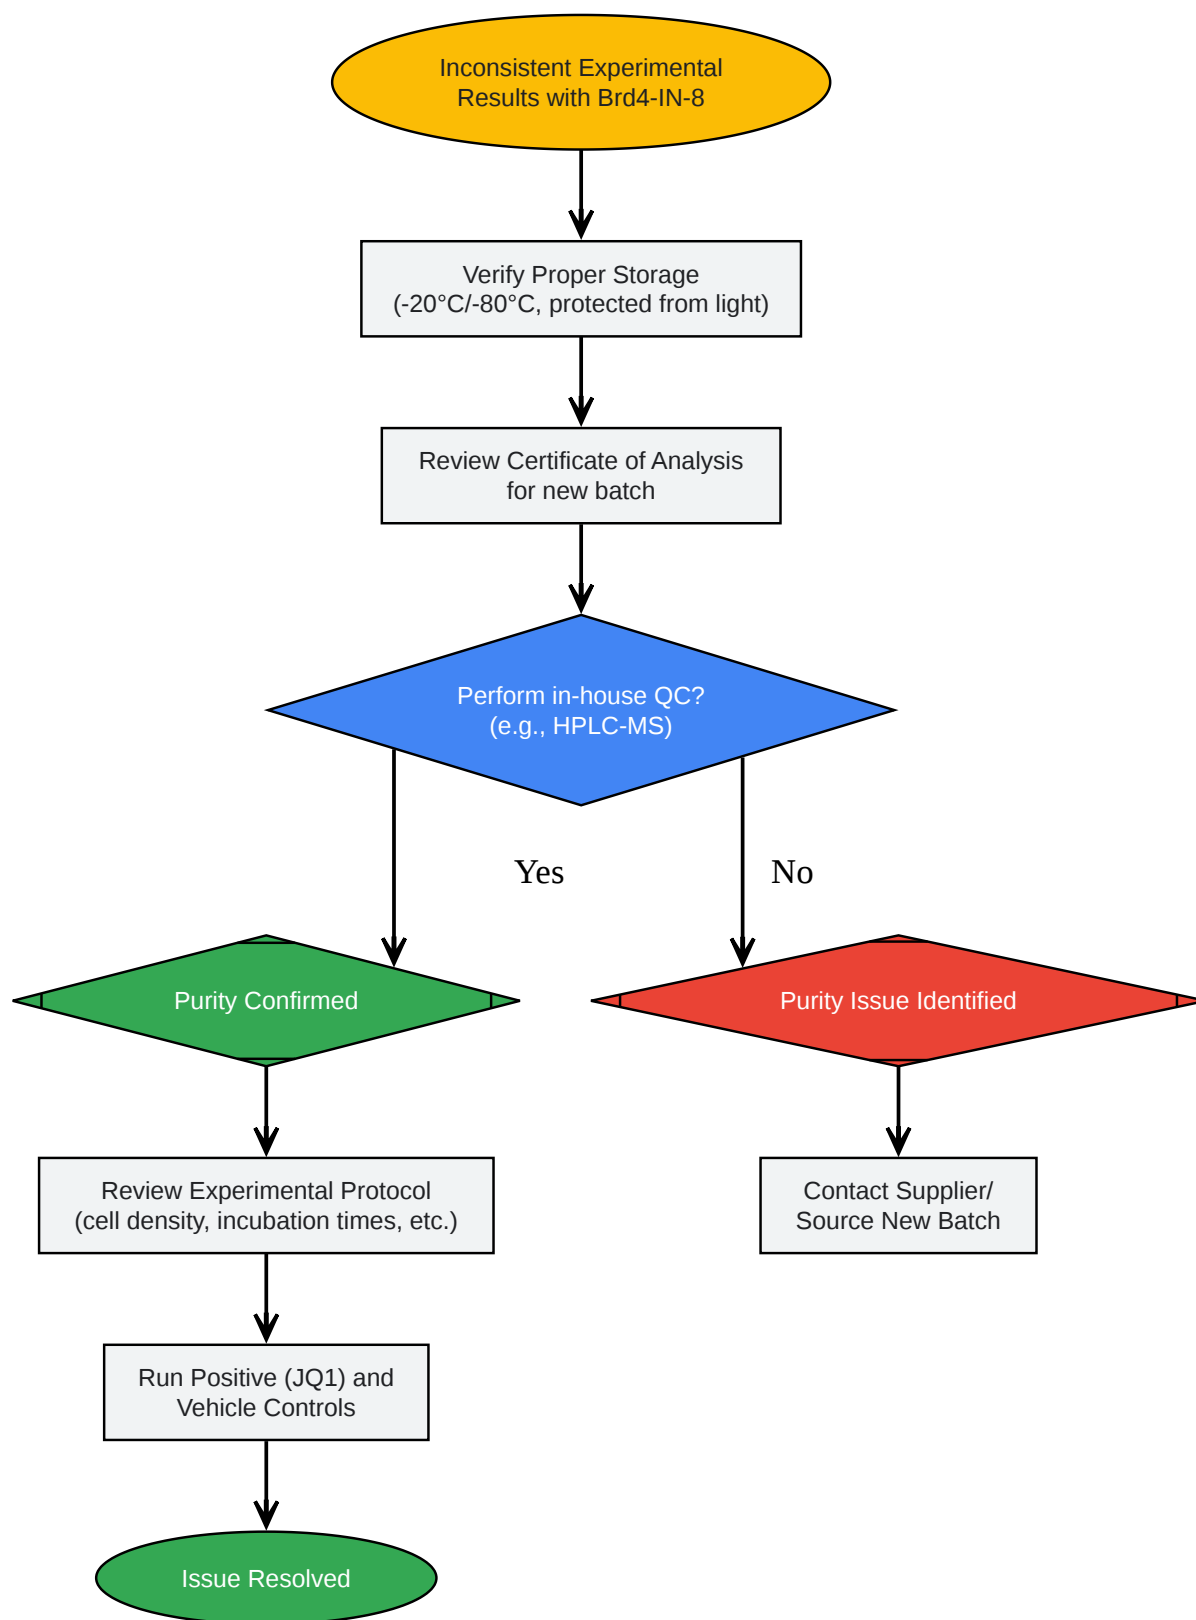 Inconsistent Experimental
Results with Brd4-IN-8
Verify Proper Storage
(-20°C/-80°C, protected from light)
Review Certificate of Analysis
for new batch
Perform in-house QC?
(e.g., HPLC-MS)
Yes
No
Purity Confirmed
Purity Issue Identified
Review Experimental Protocol
(cell density, incubation times, etc.)
Contact Supplier/
Source New Batch
Run Positive (JQ1) and
Vehicle Controls
Issue Resolved